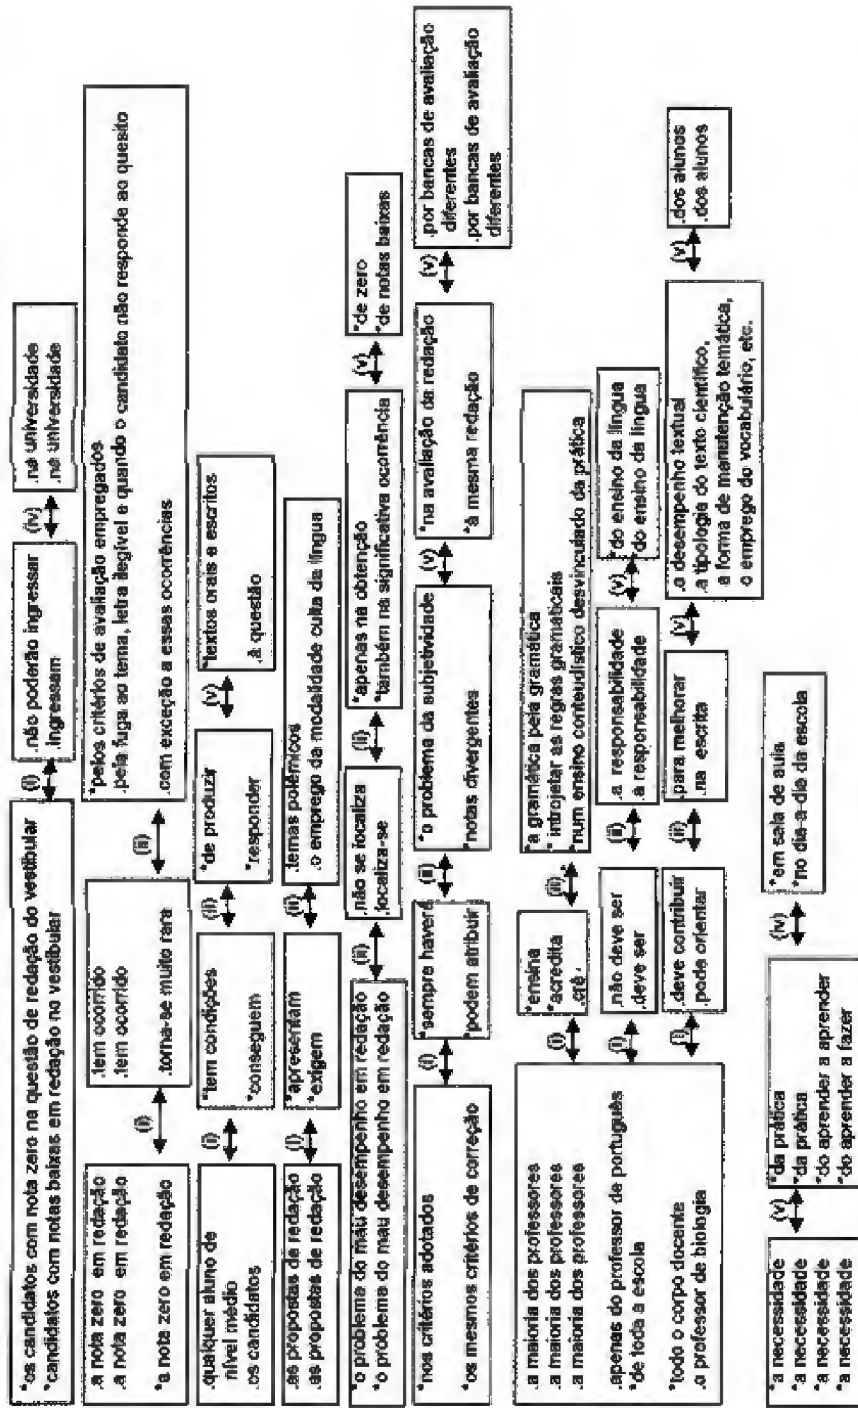 *os candidatos com nota zero na questão de redação do vestibular
*candidatos com notas baixas em redação no vestibular
(i)
.não poderão ingressar
.ingressam
(iv)
.na universidade
.na universidade
.a nota zero em redação
.a nota zero em redação
*a nota zero em redação
(ii)
.tem ocorrido
.tem ocorrido
.torna-se muito rara
(ii)
*pelos critérios de avaliação empregados
.pela fuga ao tema, letra ilegível e quando o candidato não responde ao quesito
.com exceção a essas ocorrências
.qualquer aluno de
nível médio
.os candidatos
(i)
*tem condições
*conseguem
(ii)
*de produzir
*responder
(v)
*textos orais e escritos
.à questão
.as propostas de redação
.as propostas de redação
(i)
*apresentam
*exigem
(ii)
.temas polêmicos
.o emprego da modalidade culta da língua
*o problema do mau desempenho em redação
*o problema do mau desempenho em redação
(ii)
.não se localiza
.localiza-se
(ii)
*apenas na obtenção
*também na significativa ocorrência
(v)
*de zero
*de notas baixas
*nos critérios adotados
*os mesmos critérios de correção
(i)
*sempre haverá
*podem atribuir
(ii)
*o problema da subjetividade
*notas divergentes
(v)
*na avaliação da redação
*à mesma redação
(v)
.por bancas de avaliação
diferentes
.por bancas de avaliação
diferentes
.a maioria dos professores
.a maioria dos professores
.a maioria dos professores
(i)
*ensina
*acredita
.crê
(ii)
*a gramática pela gramática
*introjetar as regras gramaticais
*num ensino conteudístico desvinculado da prática
.apenas do professor de português
*de toda a escola
(i)
.não deve ser
.deve ser
(ii)
.a responsabilidade
.a responsabilidade
(v)
*do ensino da língua
*do ensino da língua
*todo o corpo docente
.o professor de biologia
(i)
.deve contribuir
.pode orientar
(ii)
.para melhorar
.na escrita
(v)
.o desempenho textual
.a tipologia do texto científico,
a forma de manutenção temática,
o emprego do vocabulário, etc.
(v)
.dos alunos
.dos alunos
*a necessidade
*a necessidade
*a necessidade
*a necessidade
(v)
*da prática
*da prática
*do aprender a aprender
*do aprender a fazer
(iv)
*em sala de aula
*no dia-a-dia da escola